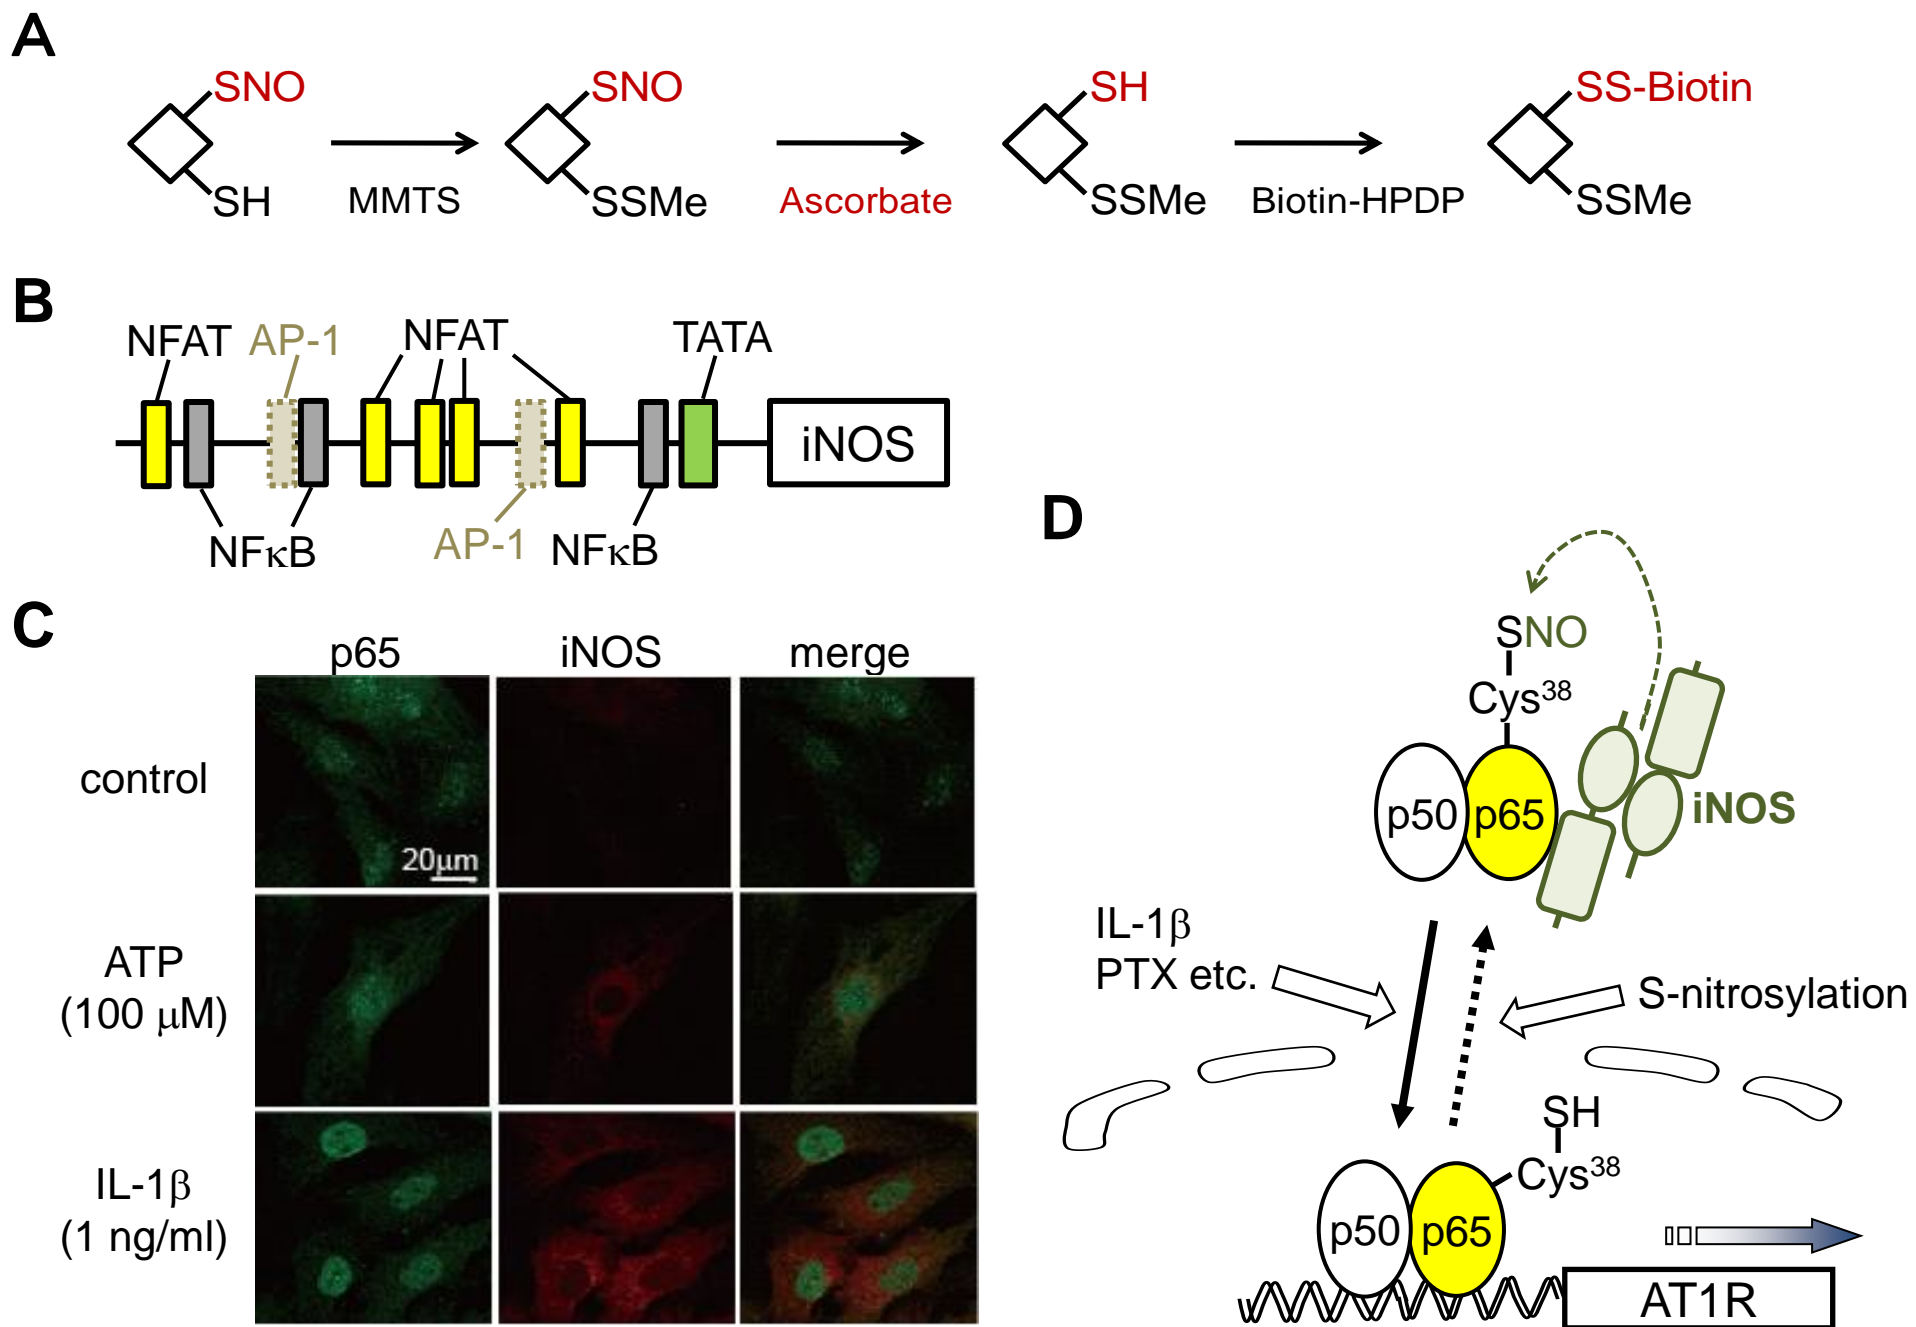 A
SNO
SH
MMTS
SNO
SSMe
Ascorbate
SH
SSMe
Biotin-HPDP
SS-Biotin
SSMe
B
NFAT
AP-1
NFAT
TATA
iNOS
NFκB
AP-1
NFκB
C
p65
iNOS
merge
control
20μm
ATP
(100 μM)
IL-1β
(1 ng/ml)
D
SNO
Cys³⁸
p50
p65
iNOS
IL-1β
PTX etc.
S-nitrosylation
SH
Cys³⁸
p50
p65
AT1R